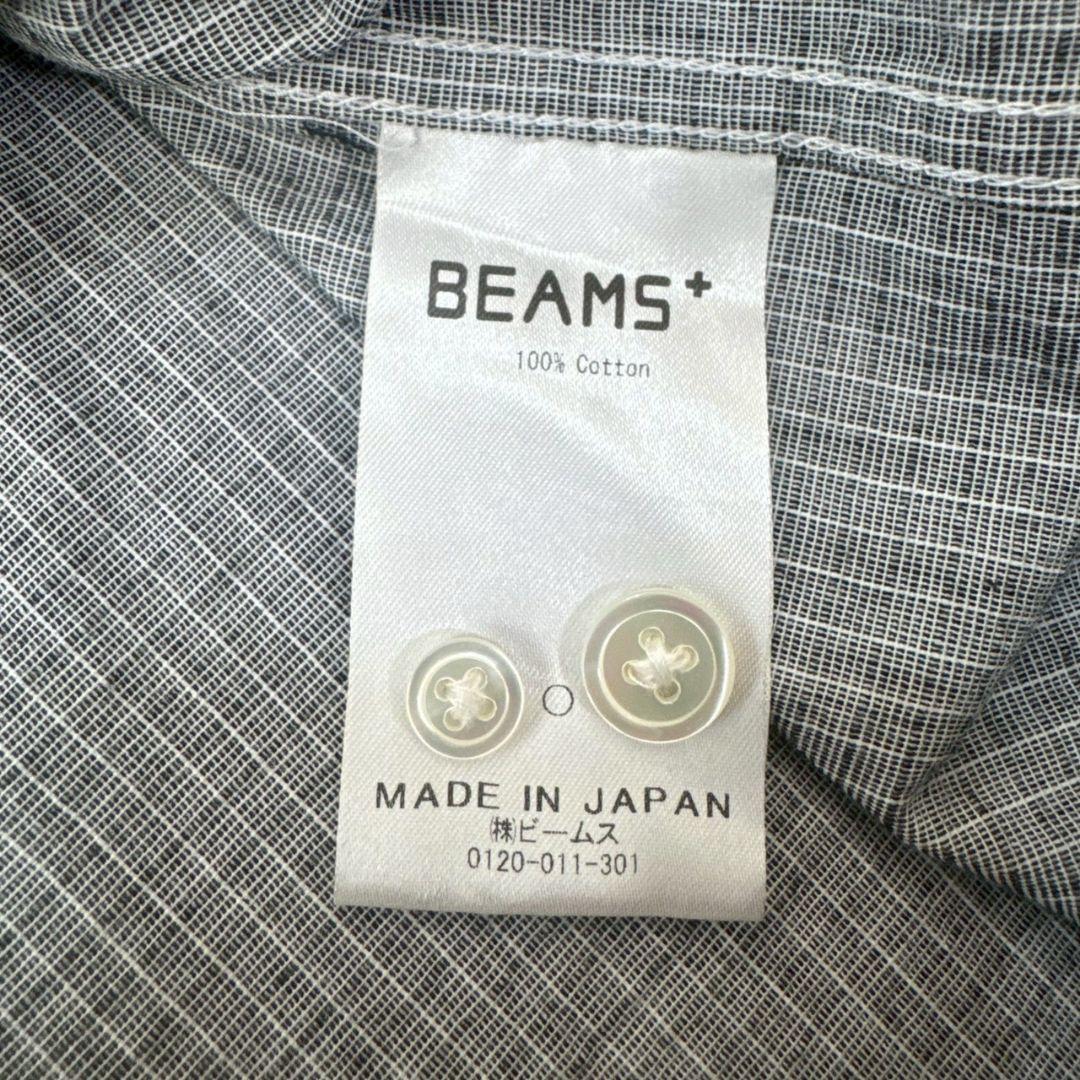 BEAMS+
100% Cotton
MADE IN JAPAN
㈱ビームス
0120-011-301